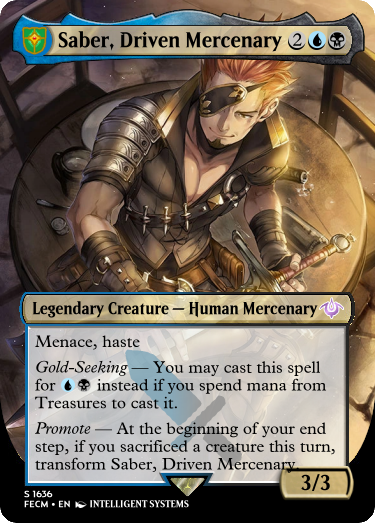 Saber, Driven Mercenary 2
Legendary Creature — Human Mercenary
Menace, haste
Gold-Seeking — You may cast this spell
for instead if you spend mana from
Treasures to cast it.
Promote — At the beginning of your end
step, if you sacrificed a creature this turn,
transform Saber, Driven Mercenary.
3/3
S 1636
FECM • EN INTELLIGENT SYSTEMS